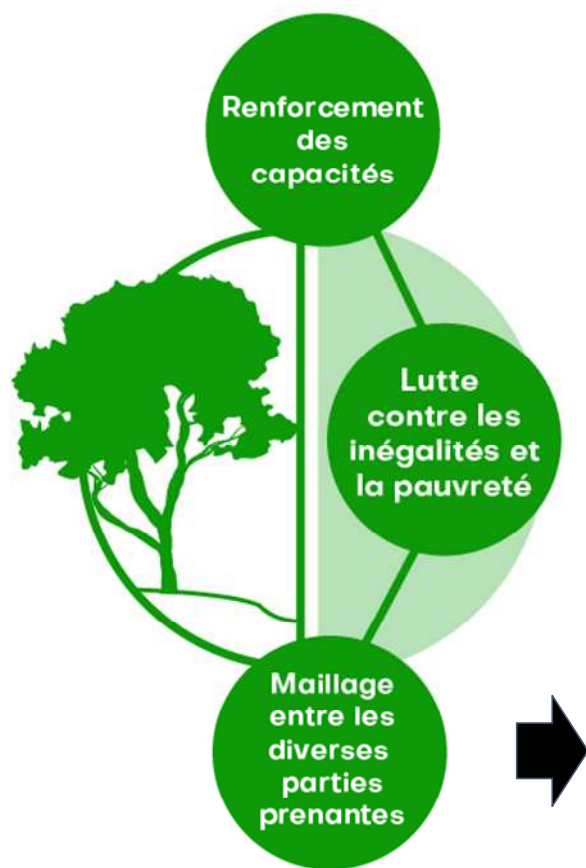 Renforcement
des
capacités
Lutte
contre les
inégalités et
la pauvreté
Maillage
entre les
diverses
parties
prenantes